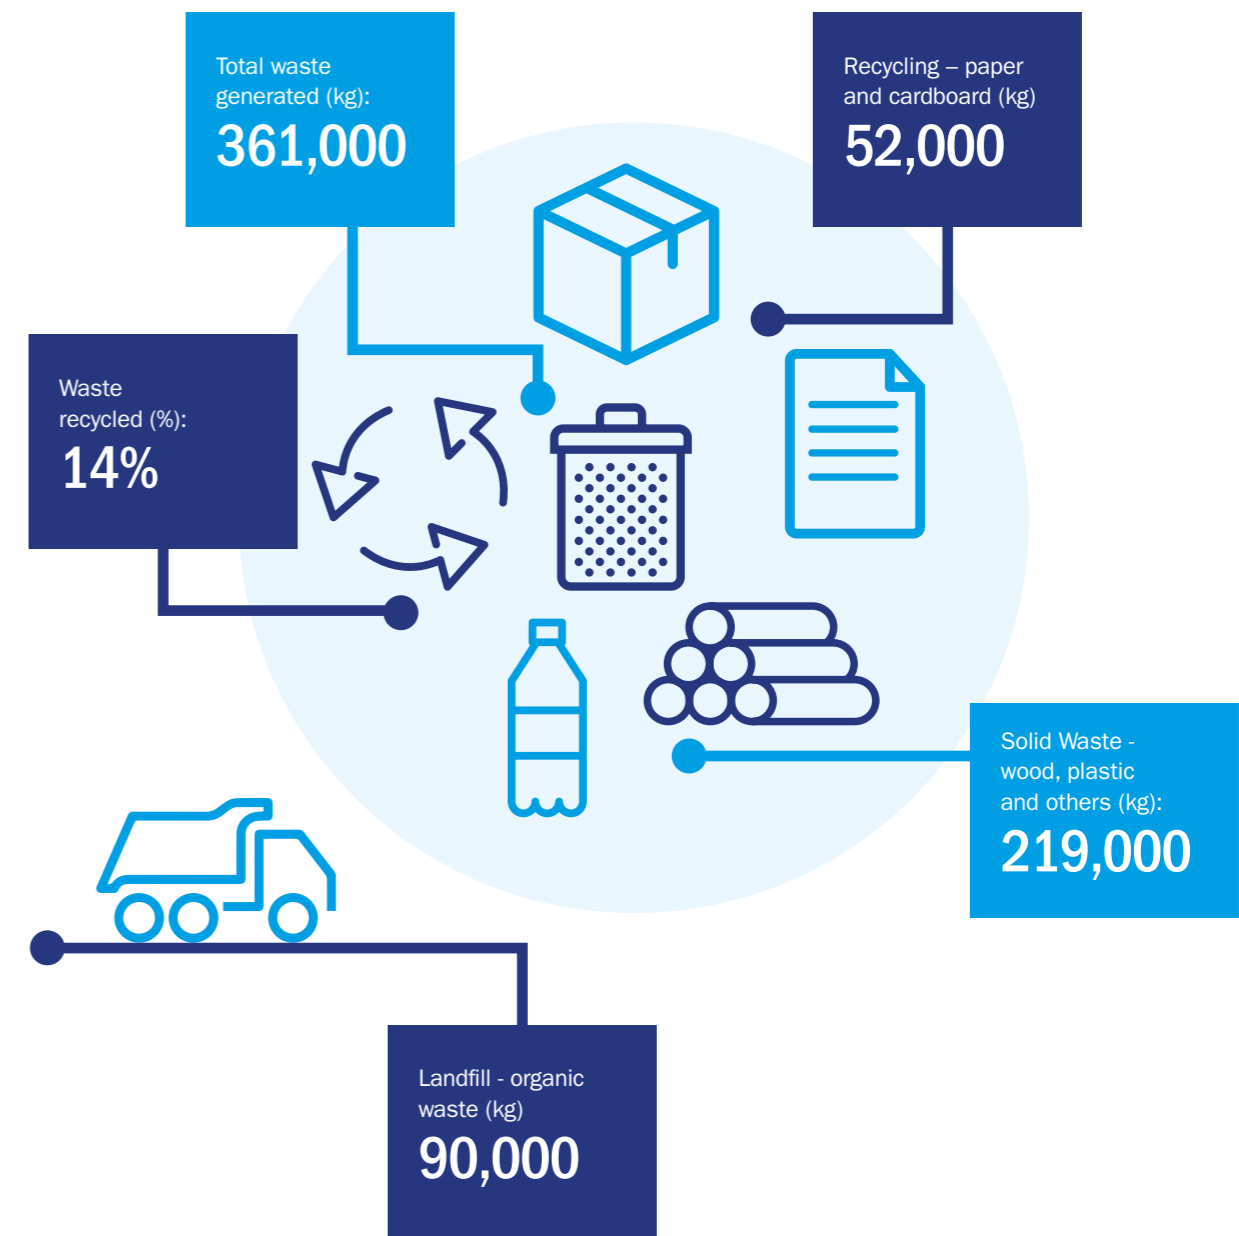 Total waste
generated (kg):
361,000
Recycling – paper
and cardboard (kg)
52,000
Waste
recycled (%):
14%
Solid Waste -
wood, plastic
and others (kg):
219,000
Landfill - organic
waste (kg)
90,000